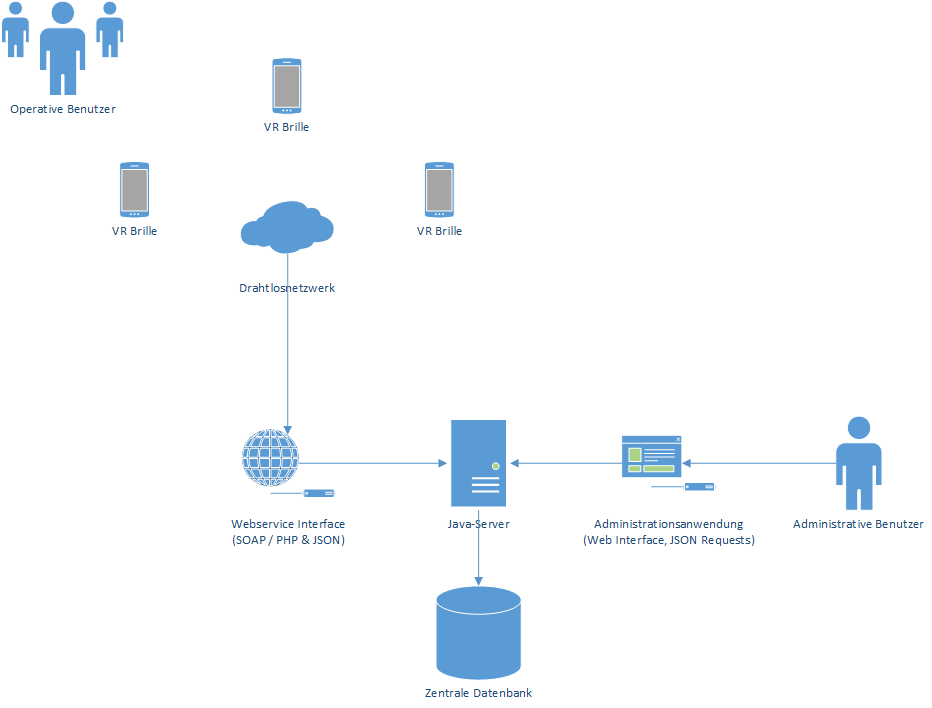 Operative Benutzer
VR Brille
VR Brille
VR Brille
Drahtlosnetzwerk
Webservice Interface
(SOAP / PHP & JSON)
Java-Server
Administrationsanwendung
(Web Interface, JSON Requests)
Administrative Benutzer
Zentrale Datenbank